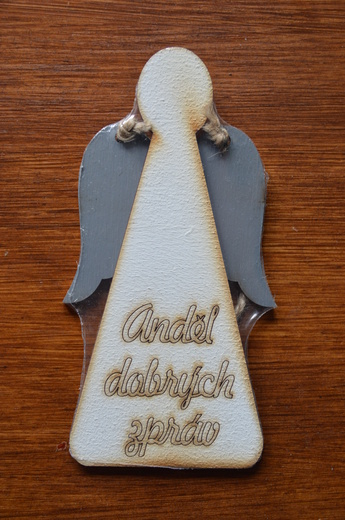 Anděl
dobrých
zpráv